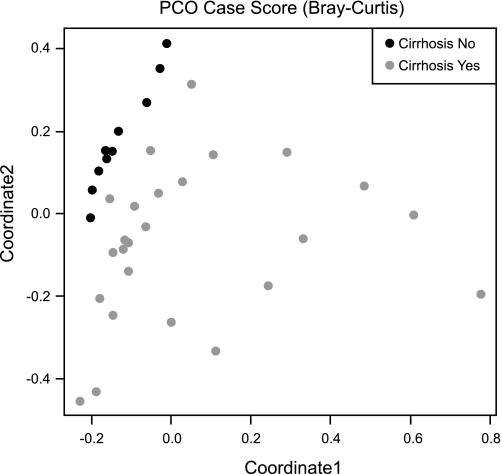 PCO Case Score (Bray-Curtis)
Cirrhosis No
Cirrhosis Yes
0.4
0.2
0.0
-0.2
-0.4
Coordinate2
-0.2 0.0 0.2 0.4 0.6 0.8
Coordinate1